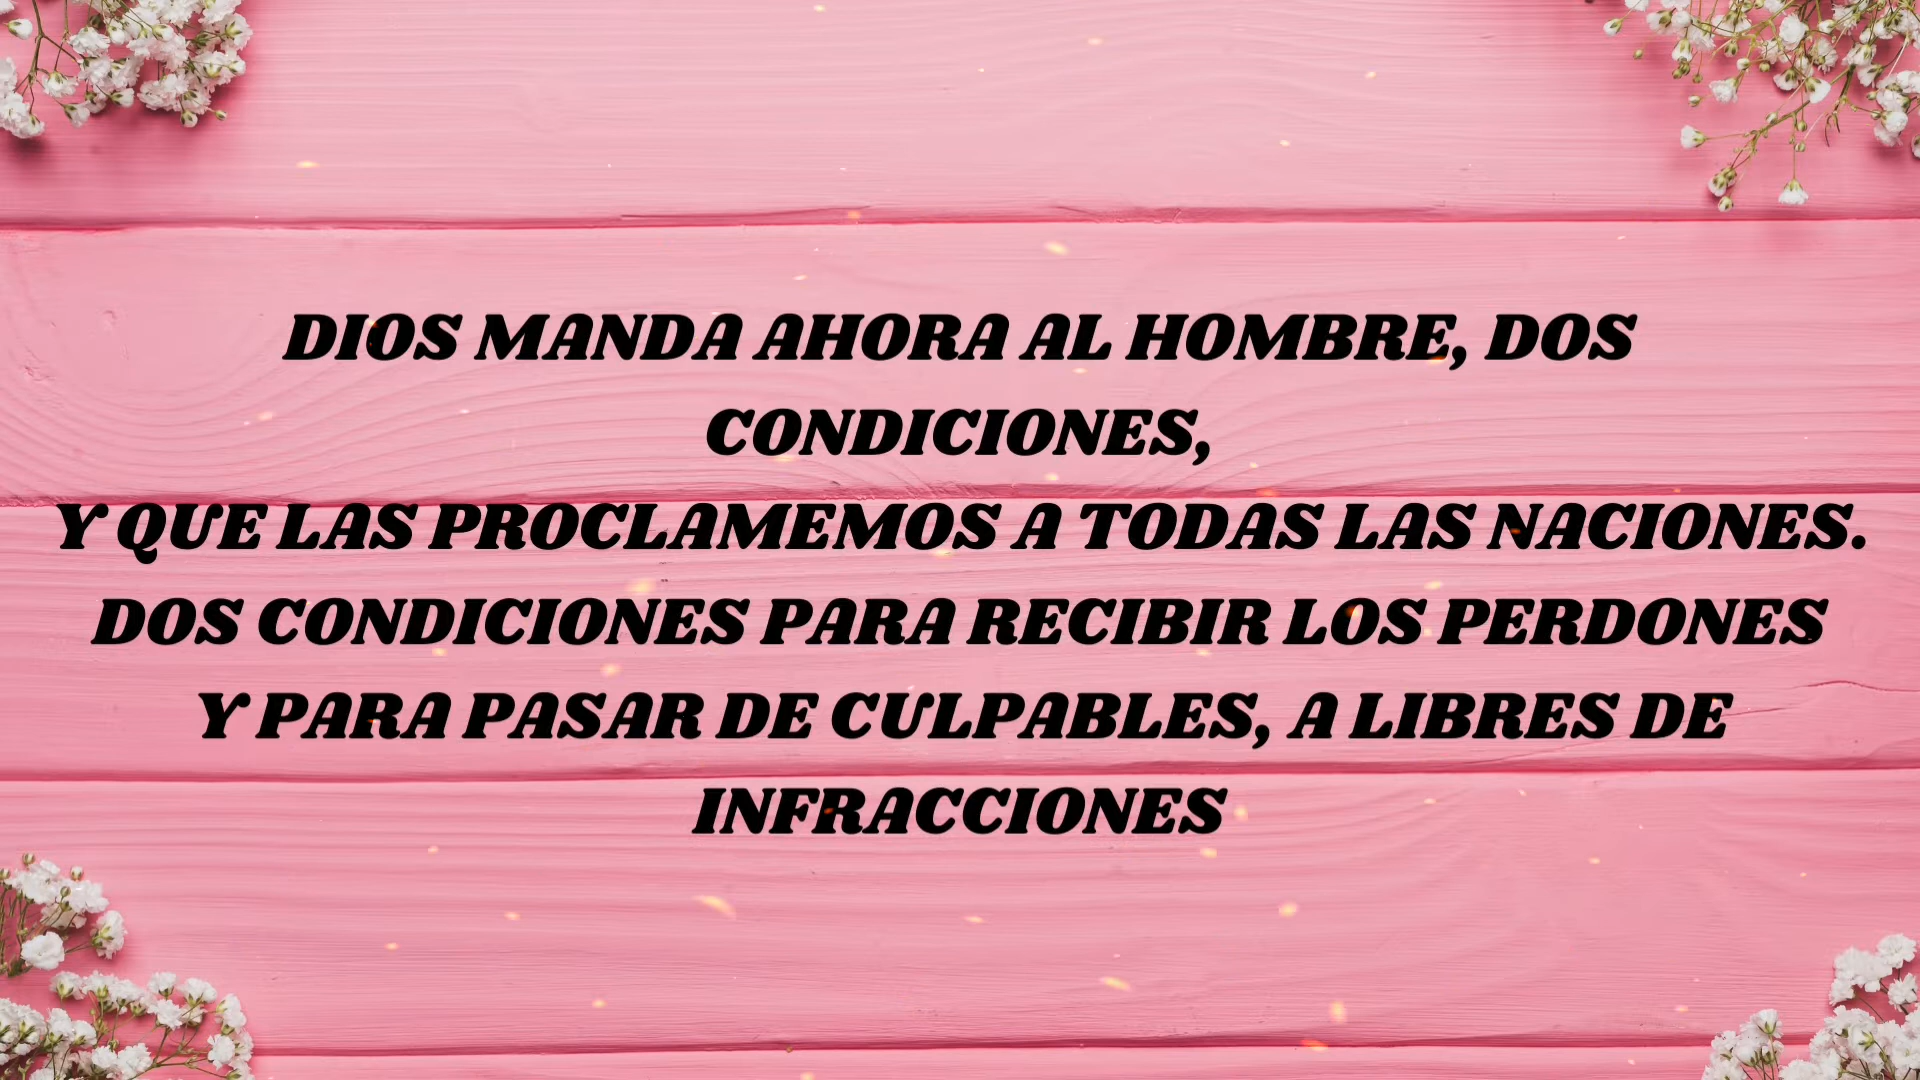 DIOS MANDA AHORA AL HOMBRE, DOS
CONDICIONES,
Y QUE LAS PROCLAMEMOS A TODAS LAS NACIONES.
DOS CONDICIONES PARA RECIBIR LOS PERDONES
Y PARA PASAR DE CULPABLES, A LIBRES DE
INFRACCIONES